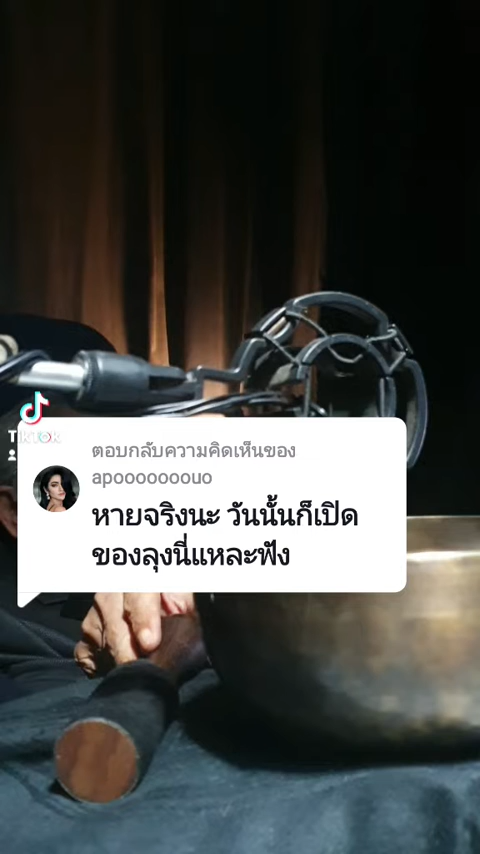 TikTok
ตอบกลับความคิดเห็นของ
apoooooooouo
หายจริงนะ วันนั้นก็เปิด
ของลุงนี่แหละฟัง